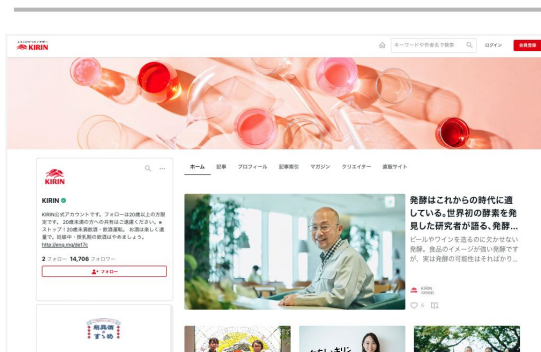 KIRIN
キーワードや作者名で検索
ログイン
会員登録
ホーム 記事 プロフィール 記事索引 マガジン クリエイター 通販サイト
KIRIN
KIRIN
KIRIN公式アカウントです。フォローは20歳以上の方限
定です。 20歳未満の方への共有はご遠慮ください。■
ストップ！20歳未満飲酒・飲酒運転。 お酒は楽しく適
量で。妊娠中・授乳期の飲酒はやめましょう。
2 フォロー 14,706 フォロワー
フォロー
発酵はこれからの時代に適
している。世界初の酵素を発
見した研究者が語る、発酵...
ビールやワインを造るのに欠かせない
発酵。食品のイメージが強い発酵です
が、実は発酵の可能性はそればかり...
KIRIN
6